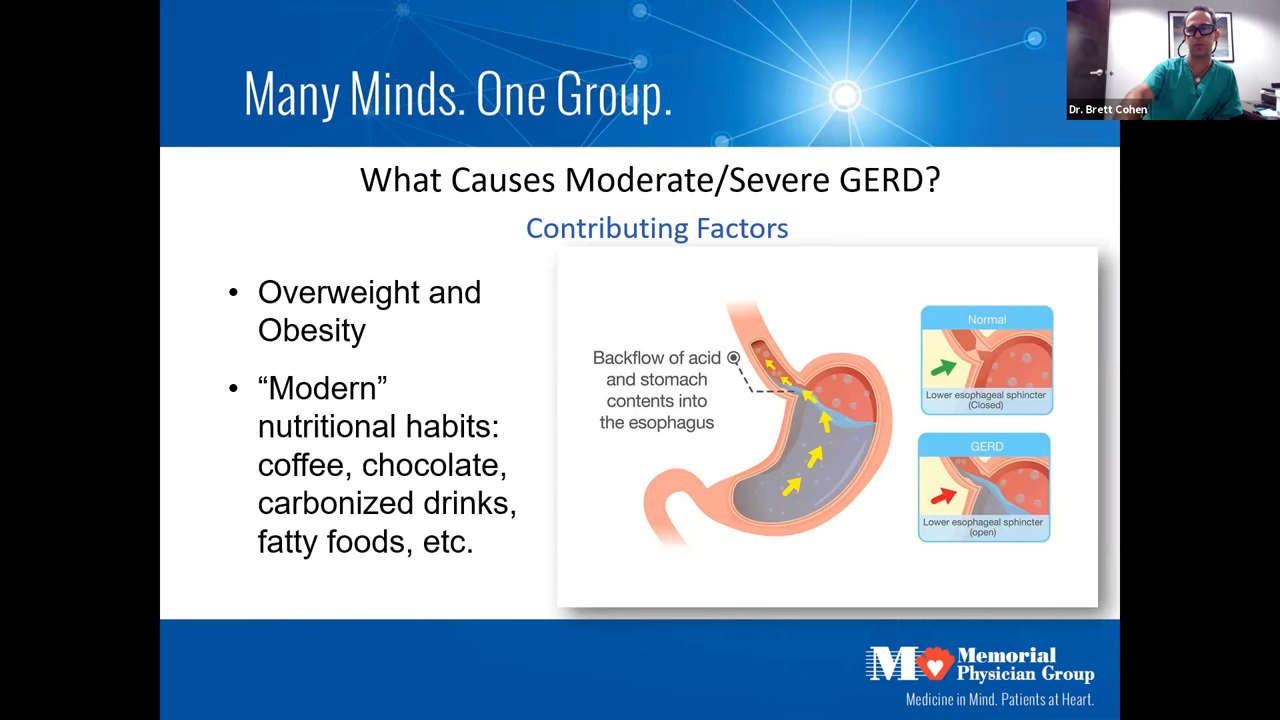 Many Minds. One Group.
Dr. Brett Cohen
What Causes Moderate/Severe GERD?
Contributing Factors
• Overweight and
Obesity
• “Modern”
nutritional habits:
coffee, chocolate,
carbonized drinks,
fatty foods, etc.
Backflow of acid
and stomach
contents into
the esophagus
Normal
Lower esophageal sphincter
(Closed)
GERD
Lower esophageal sphincter
(open)
M Memorial
Physician Group
Medicine in Mind. Patients at Heart.